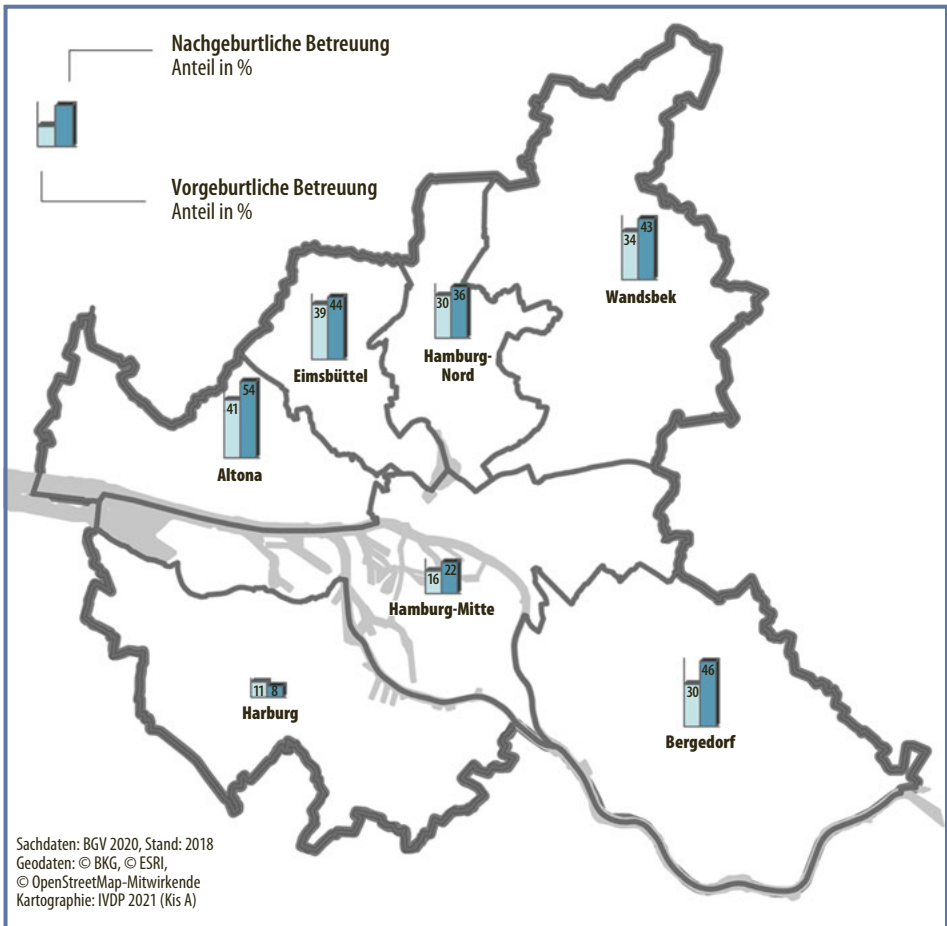 Nachgeburtliche Betreuung
Anteil in %
Vorgeburtliche Betreuung
Anteil in %
34 43
Wandsbek
39 44
Eimsbüttel
30 36
Hamburg-
Nord
41 54
Altona
16 22
Hamburg-Mitte
11 8
Harburg
30 46
Bergedorf
Sachdaten: BGV 2020, Stand: 2018
Geodaten: © BKG, © ESRI,
© OpenStreetMap-Mitwirkende
Kartographie: IVDP 2021 (Kis A)